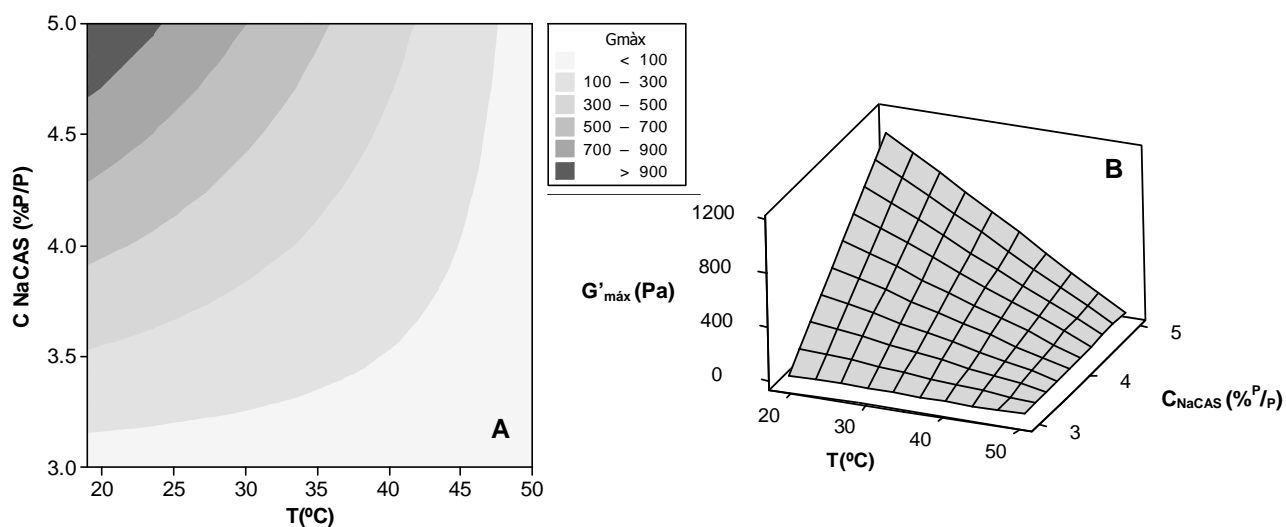 5.0
4.5
4.0
3.5
3.0
C NaCAS (%P/P)
20 25 30 35 40 45 50
T(ºC)
A
Gmàx
< 100
100 – 300
300 – 500
500 – 700
700 – 900
> 900
B
1200
800
400
0
G'máx (Pa)
20
30
40
50
T(ºC)
5
4
3
CNaCAS (%P/P)